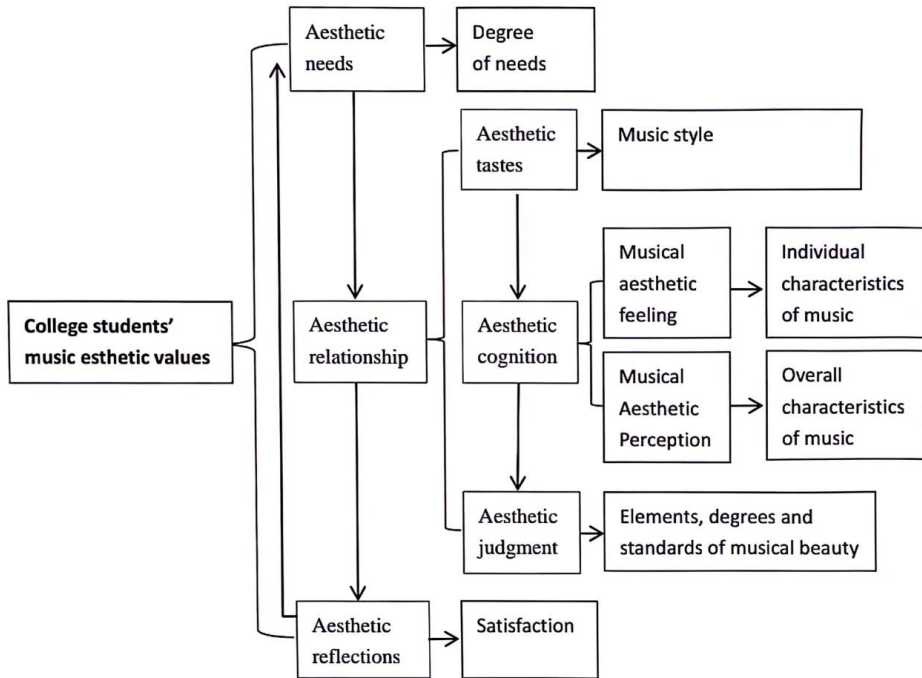 Aesthetic
needs
Degree
of needs
Aesthetic
tastes
Music style
Musical
aesthetic
feeling
Individual
characteristics
of music
College students’
music esthetic values
Aesthetic
relationship
Aesthetic
cognition
Musical
Aesthetic
Perception
Overall
characteristics
of music
Aesthetic
judgment
Elements, degrees and
standards of musical beauty
Aesthetic
reflections
Satisfaction